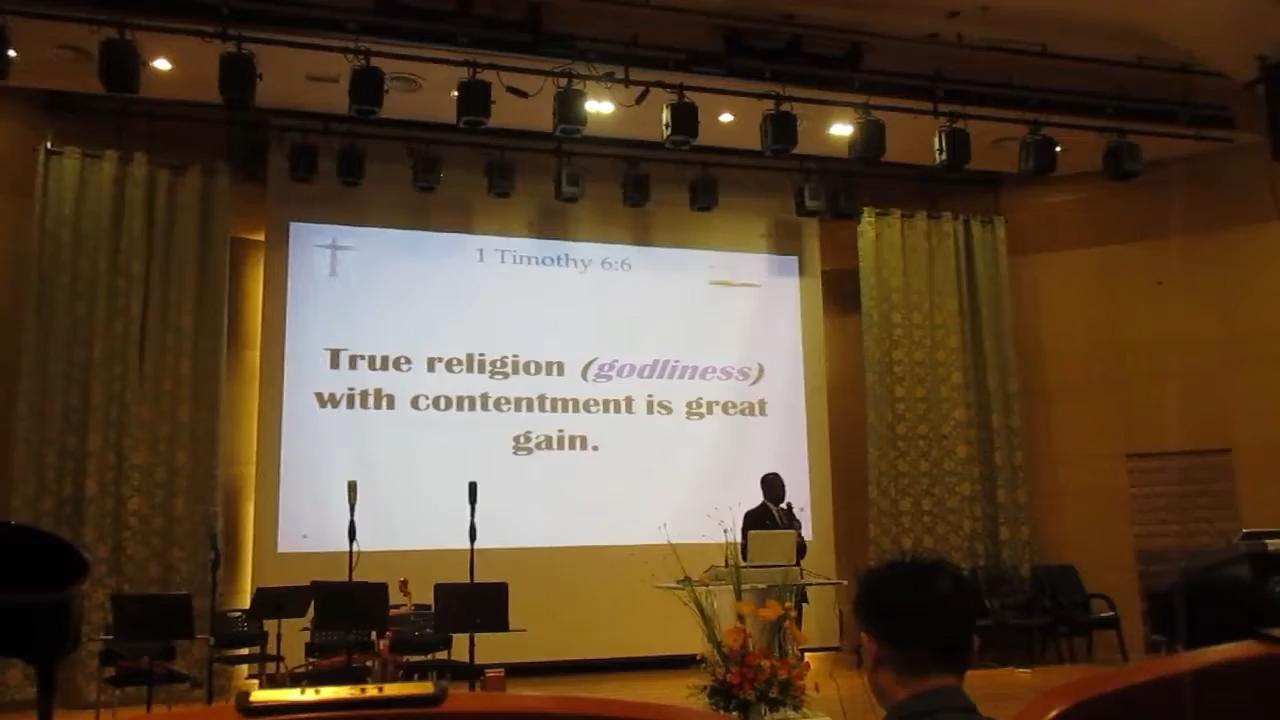 1 Timothy 6:6
True religion (godliness)
with contentment is great
gain.